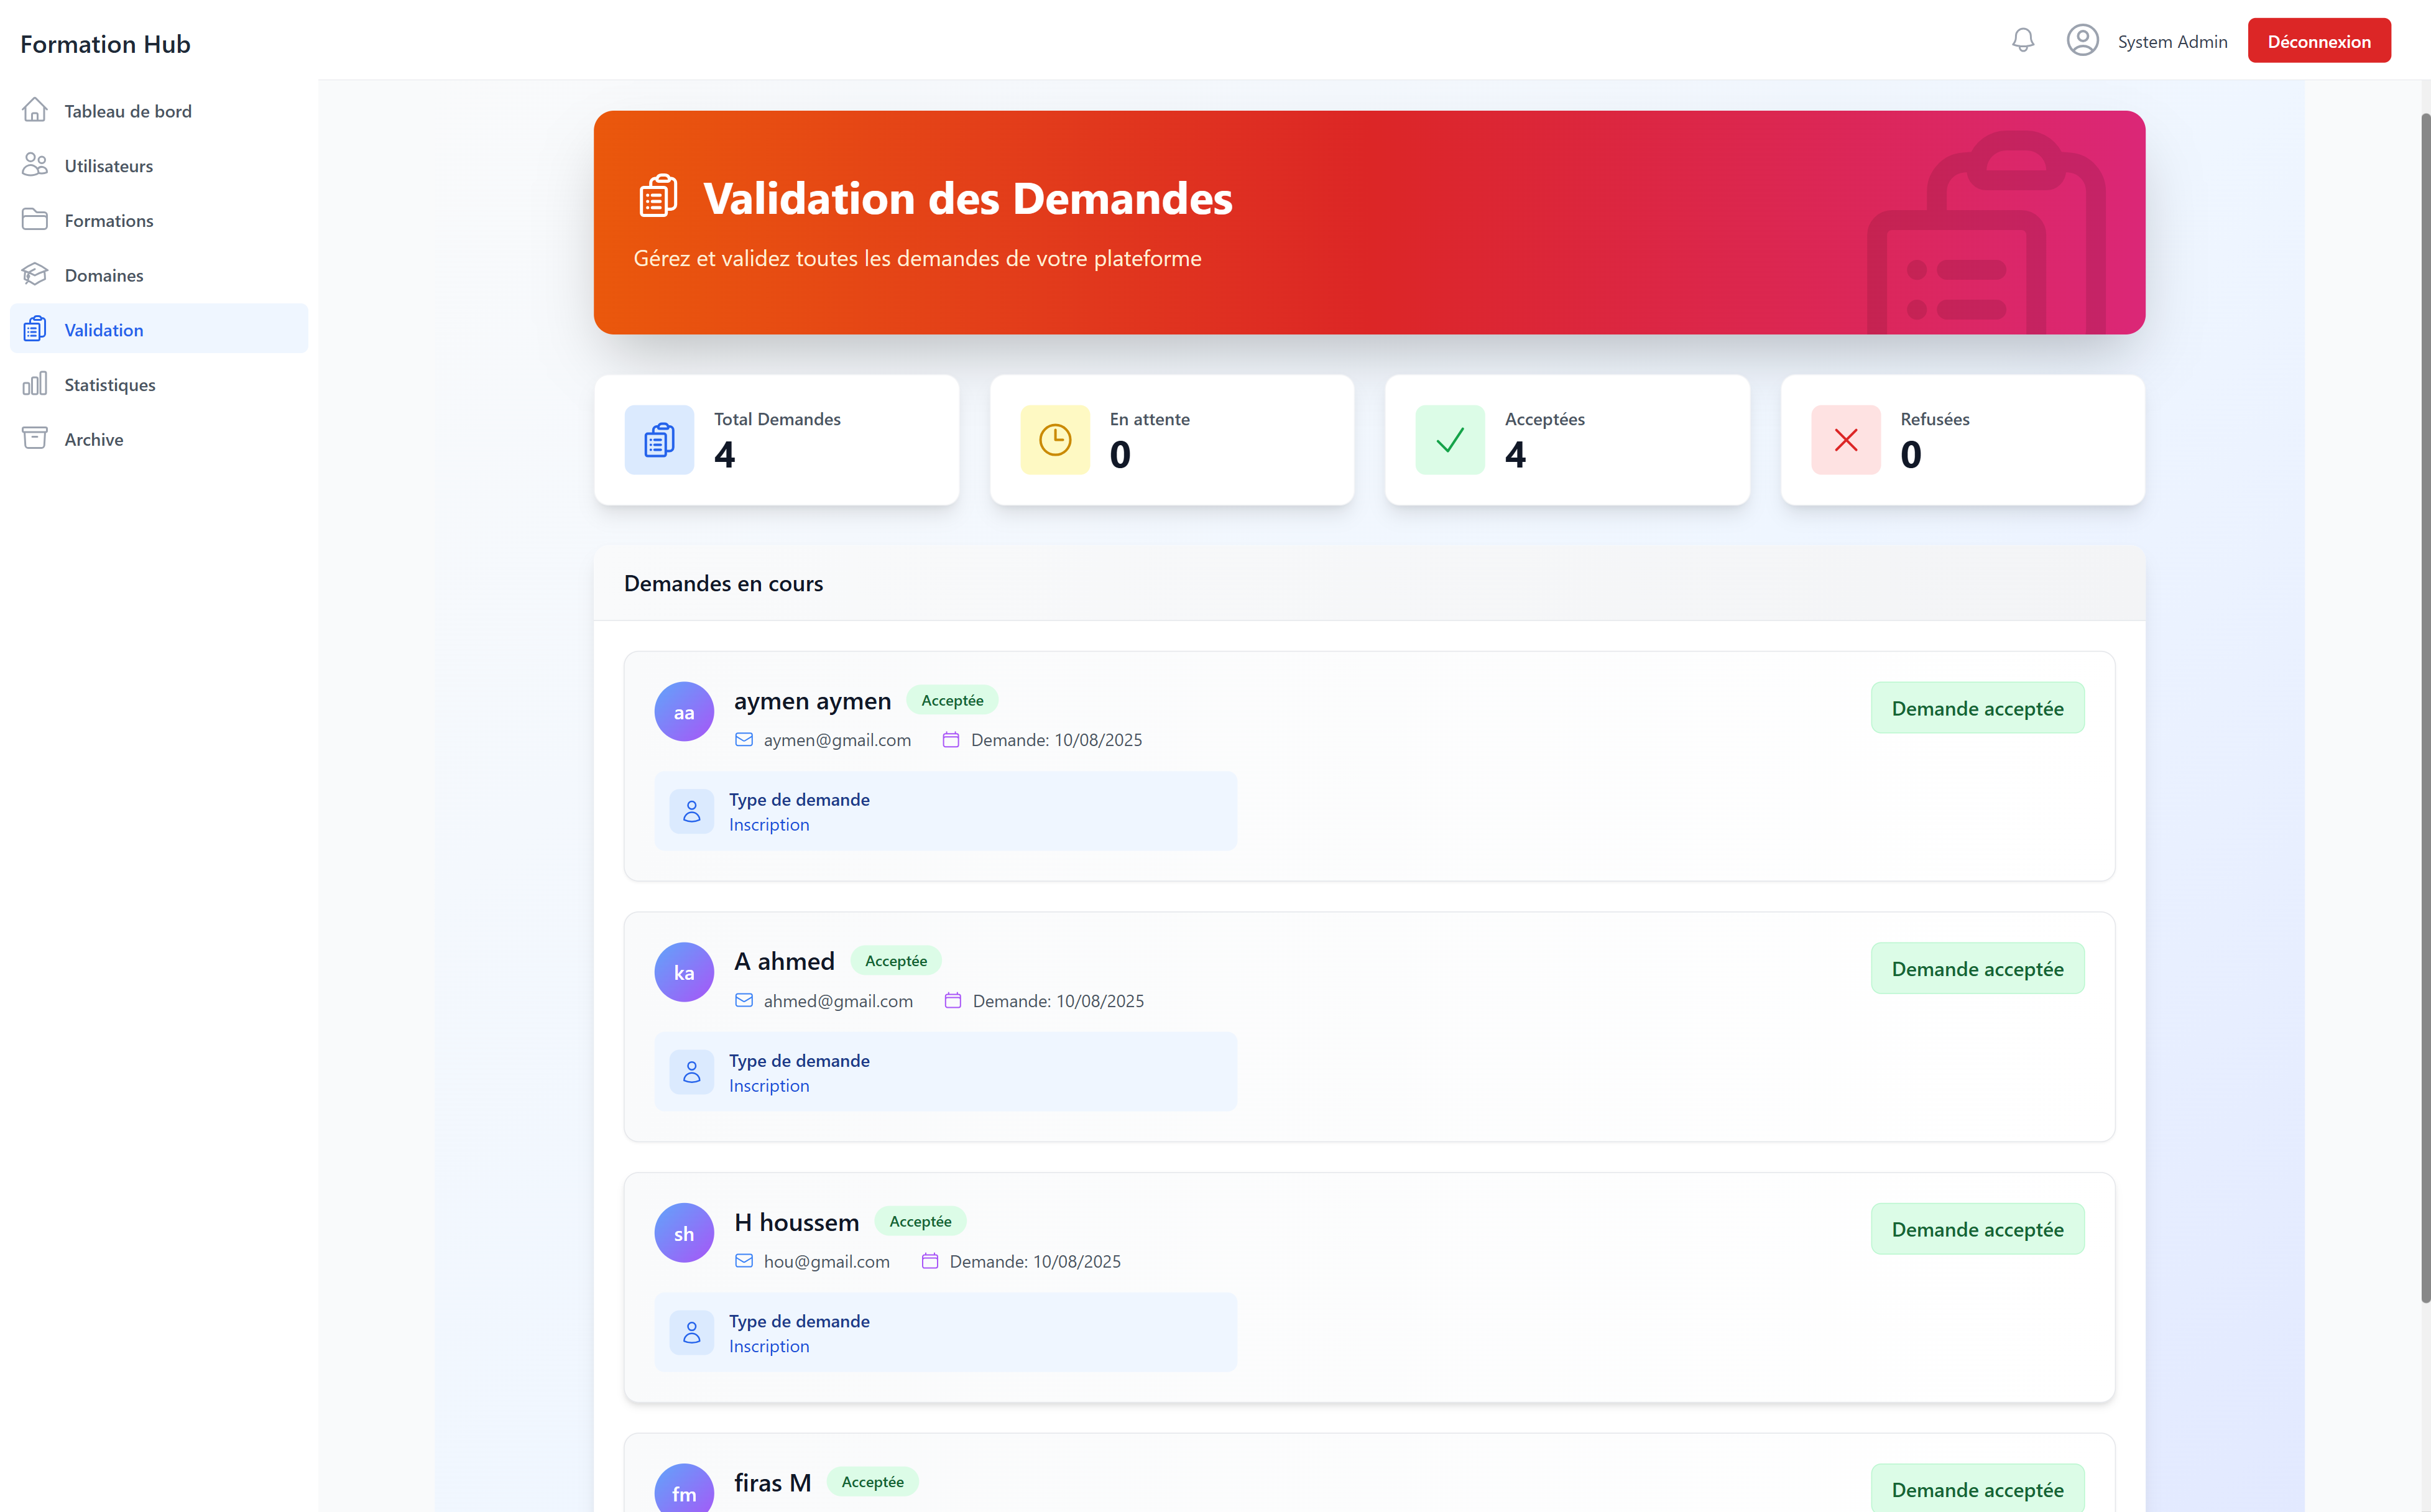 Formation Hub
System Admin
Déconnexion
Tableau de bord
Utilisateurs
Formations
Domaines
Validation
Statistiques
Archive
Validation des Demandes
Gérez et validez toutes les demandes de votre plateforme
Total Demandes
4
En attente
0
Acceptées
4
Refusées
0
Demandes en cours
aa
aymen aymen
Acceptée
aymen@gmail.com
Demande: 10/08/2025
Demande acceptée
Type de demande
Inscription
ka
A ahmed
Acceptée
ahmed@gmail.com
Demande: 10/08/2025
Demande acceptée
Type de demande
Inscription
sh
H houssem
Acceptée
hou@gmail.com
Demande: 10/08/2025
Demande acceptée
Type de demande
Inscription
fm
firas M
Acceptée
Demande acceptée